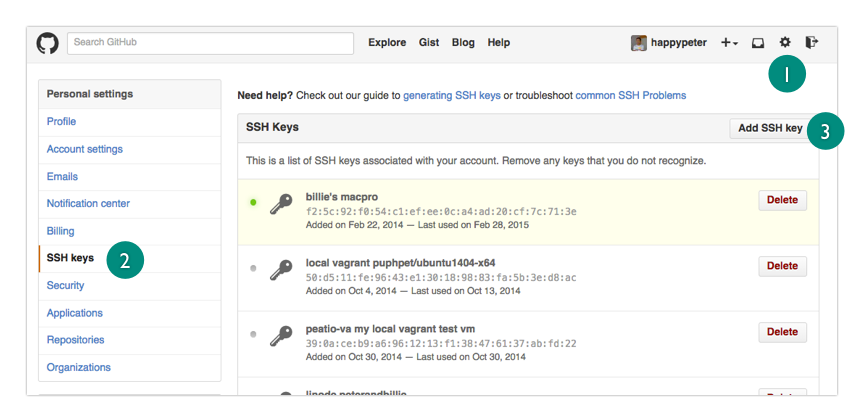 Search GitHub
Explore Gist Blog Help
happypeter
1
Personal settings
Profile
Account settings
Emails
Notification center
Billing
SSH keys
2
Security
Applications
Repositories
Organizations
Need help? Check out our guide to generating SSH keys or troubleshoot common SSH Problems
SSH Keys
Add SSH key
3
This is a list of SSH keys associated with your account. Remove any keys that you do not recognize.
billie's macpro
f2:5c:92:f0:54:c1:ef:ee:0c:a4:ad:20:cf:7c:71:3e
Added on Feb 22, 2014 — Last used on Feb 28, 2015
Delete
local vagrant puphpet/ubuntu1404-x64
50:d5:11:fe:96:43:e1:30:18:98:83:fa:5b:3e:d8:ac
Added on Oct 4, 2014 — Last used on Oct 13, 2014
Delete
peatio-va my local vagrant test vm
39:0a:ce:b9:a6:96:12:13:f1:38:47:61:37:ab:fd:22
Added on Oct 30, 2014 — Last used on Oct 30, 2014
Delete
linode peterandbillie